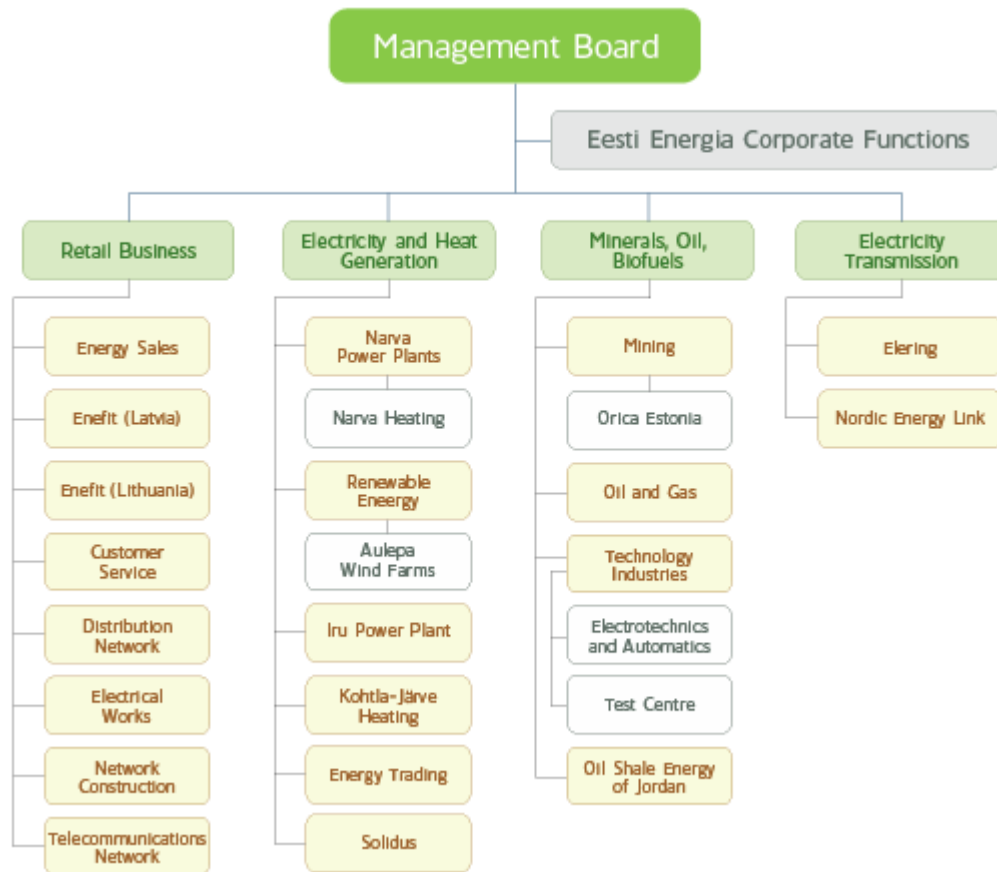 Management Board
Eesti Energia Corporate Functions
Retail Business
Energy Sales
Enefit (Latvia)
Enefit (Lithuania)
Customer
Service
Distribution
Network
Electrical
Works
Network
Construction
Telecommunications
Network
Electricity and Heat
Generation
Narva
Power Plants
Narva Heating
Renewable
Eneergy
Aulepa
Wind Farms
Iru Power Plant
Kohtla-Järve
Heating
Energy Trading
Solidus
Minerals, Oil,
Biofuels
Mining
Orica Estonia
Oil and Gas
Technology
Industries
Electrotechnics
and Automatics
Test Centre
Oil Shale Energy
of Jordan
Electricity
Transmission
Elering
Nordic Energy Link